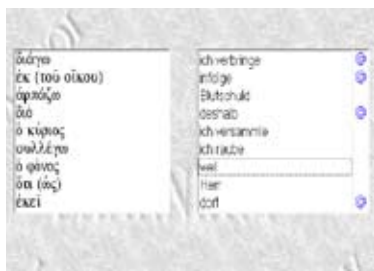 διάγω
ἐκ (τοῦ οἴκου)
ἁρπάζω
διό
ὁ κύριος
συλλέγω
ὁ φόνος
ὅτι (ὡς)
ἐκεῖ
ich verbringe
infolge
Blutschuld
deshalb
ich versammle
ich raube
weil
Herr
dort